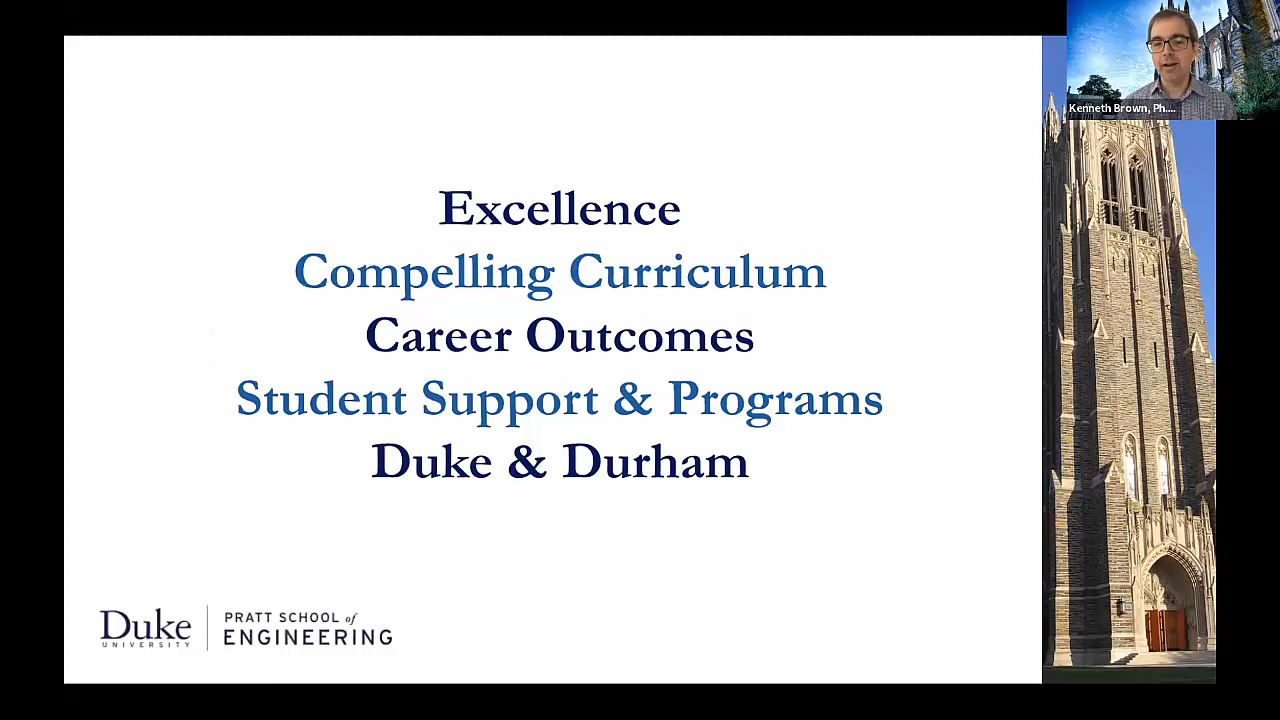 Kenneth Brown, Ph....
Excellence
Compelling Curriculum
Career Outcomes
Student Support & Programs
Duke & Durham
Duke
UNIVERSITY
PRATT SCHOOL of
ENGINEERING